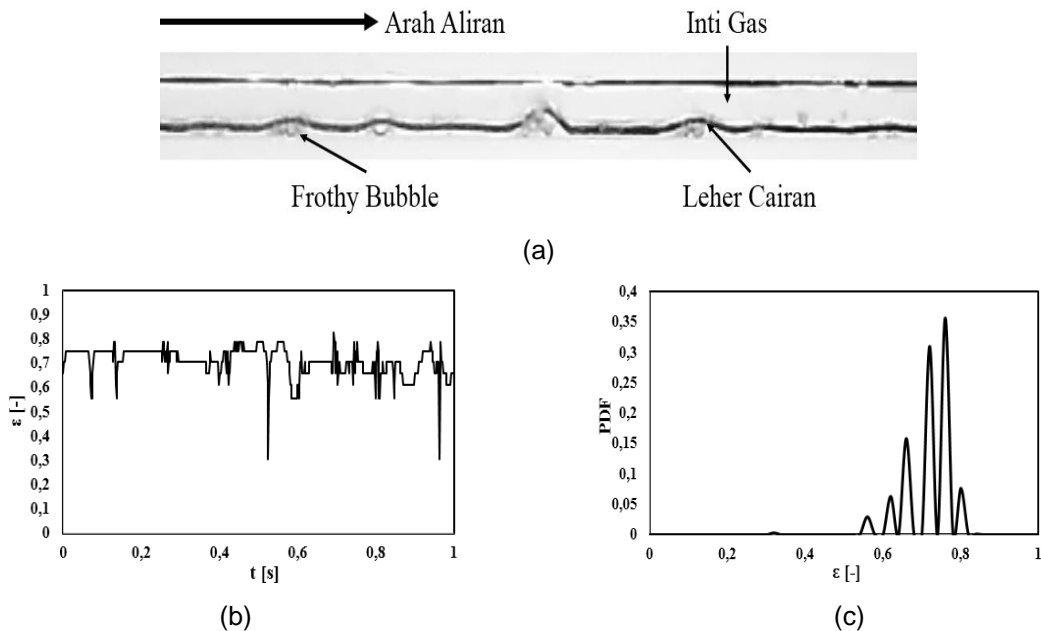 Arah Aliran Inti Gas
Frothy Bubble Leher Cairan
(a)
1
0,9
0,8
0,7
0,6
0,5
0,4
0,3
0,2
0,1
0
ε [-]
0 0,2 0,4 0,6 0,8 1
t [s]
(b)
0,4
0,35
0,3
0,25
0,2
0,15
0,1
0,05
0
PDF
0 0,2 0,4 0,6 0,8 1
ε [-]
(c)